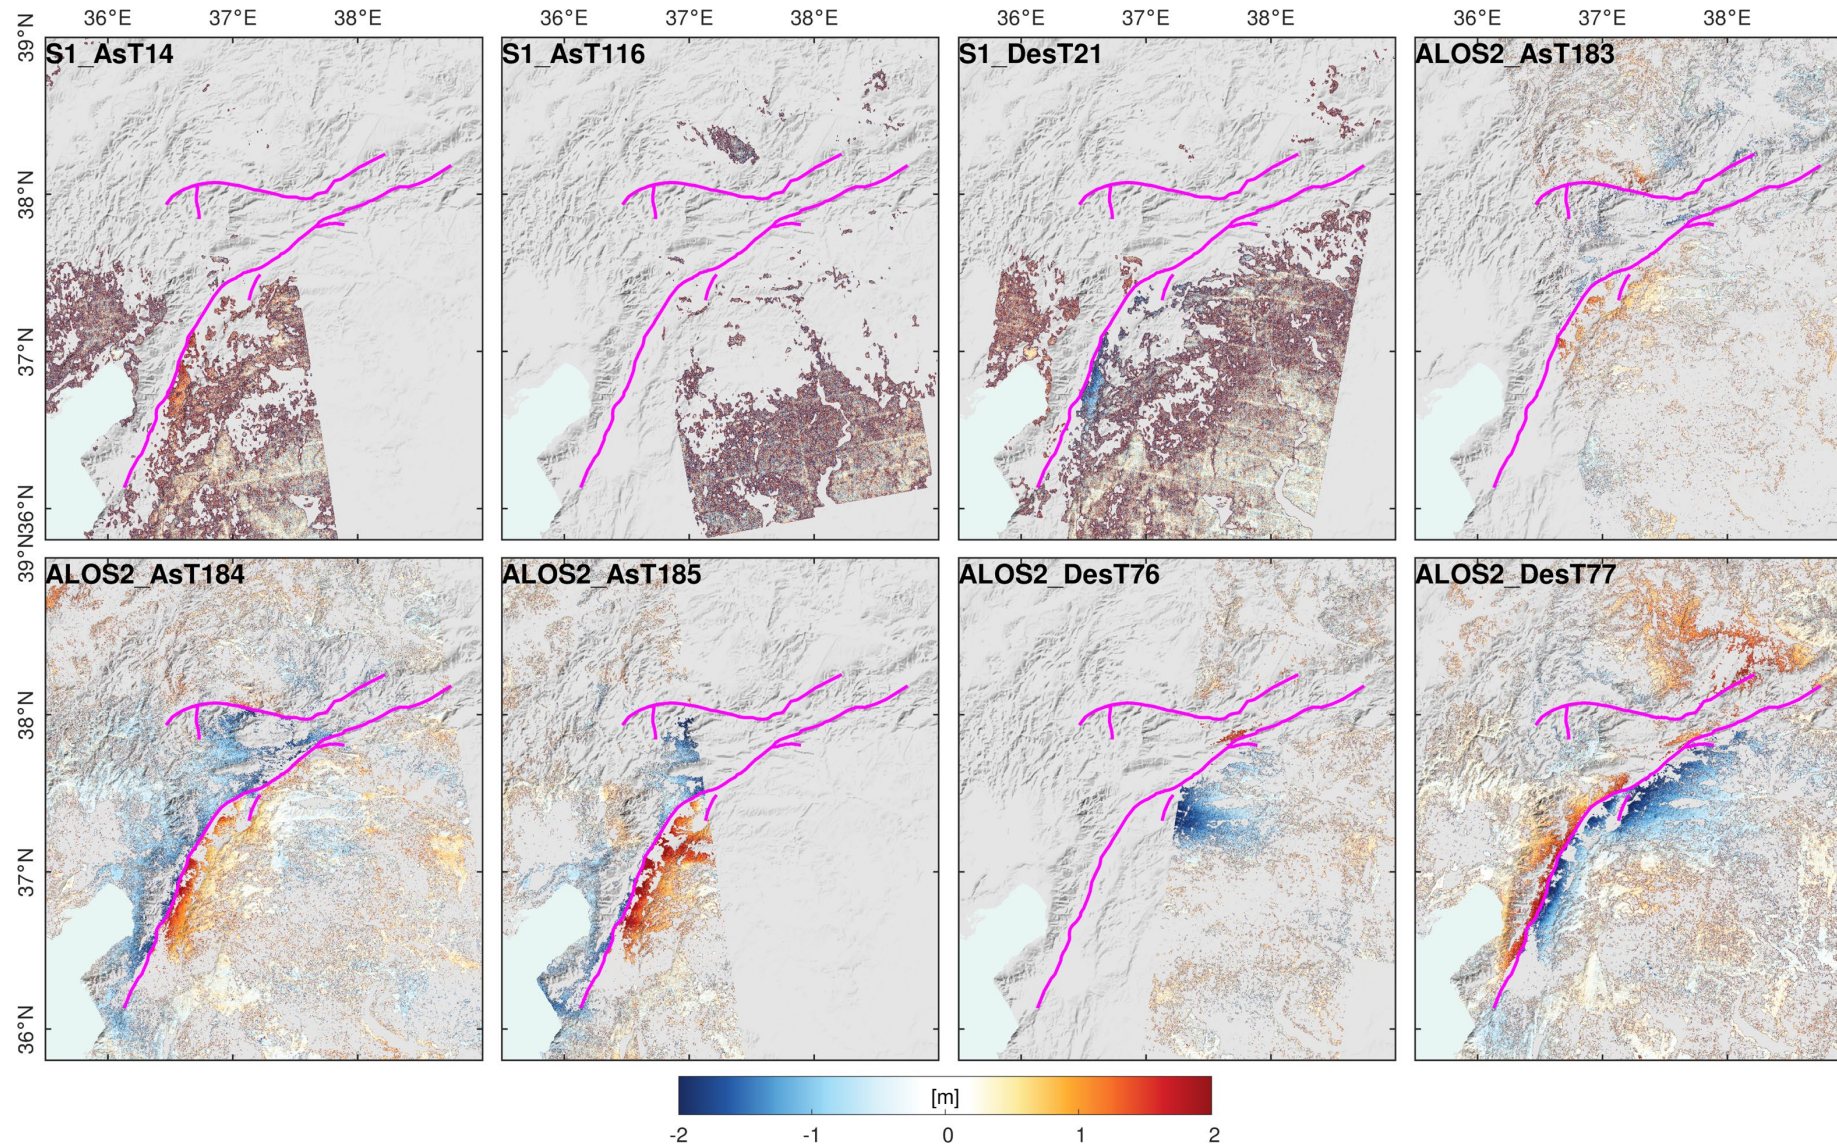 36°E 37°E 38°E 36°E 37°E 38°E 36°E 37°E 38°E 36°E 37°E 38°E
39°N
S1_AsT14 S1_AsT116 S1_DesT21 ALOS2_AsT183
38°N
37°N
36°N
39°N
ALOS2_AsT184 ALOS2_AsT185 ALOS2_DesT76 ALOS2_DesT77
38°N
37°N
36°N
[m]
-2 -1 0 1 2